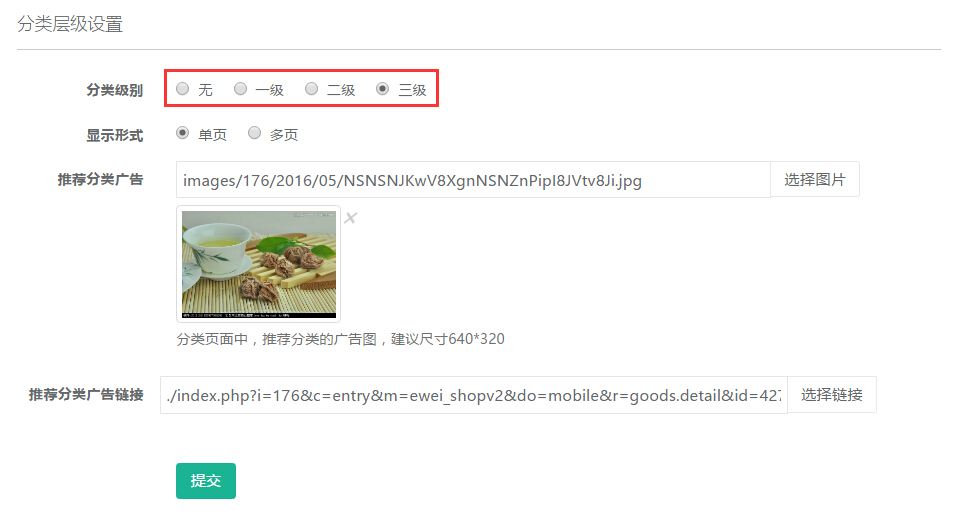 分类层级设置
分类级别 无 一级 二级 三级
显示形式 单页 多页
推荐分类广告 images/176/2016/05/NSNSNJKwV8XgnNSNZnPipI8JVtv8Ji.jpg 选择图片
×
分类页面中，推荐分类的广告图，建议尺寸640*320
推荐分类广告链接 ./index.php?i=176&c=entry&m=ewei_shopv2&do=mobile&r=goods.detail&id=427 选择链接
提交